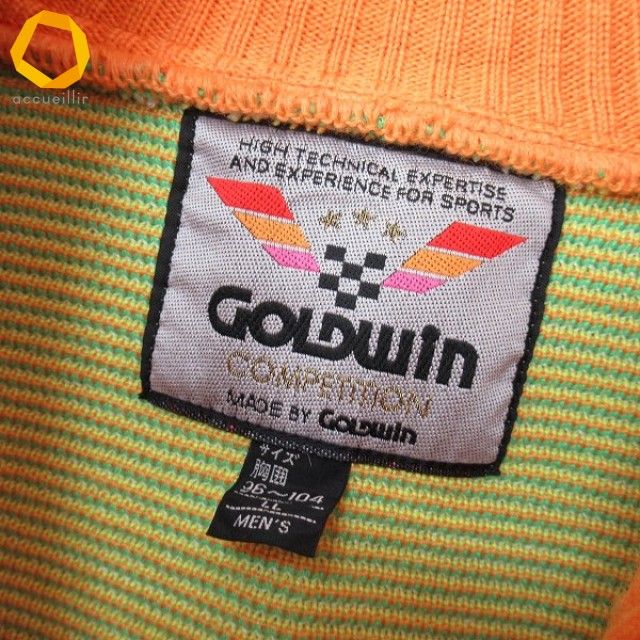 accueillir
HIGH TECHNICAL EXPERTISE
AND EXPERIENCE FOR SPORTS
GOLDWIN
COMPETITION
MADE BY GOLDWIN
サイズ
胸囲
96~104
LL
MEN'S